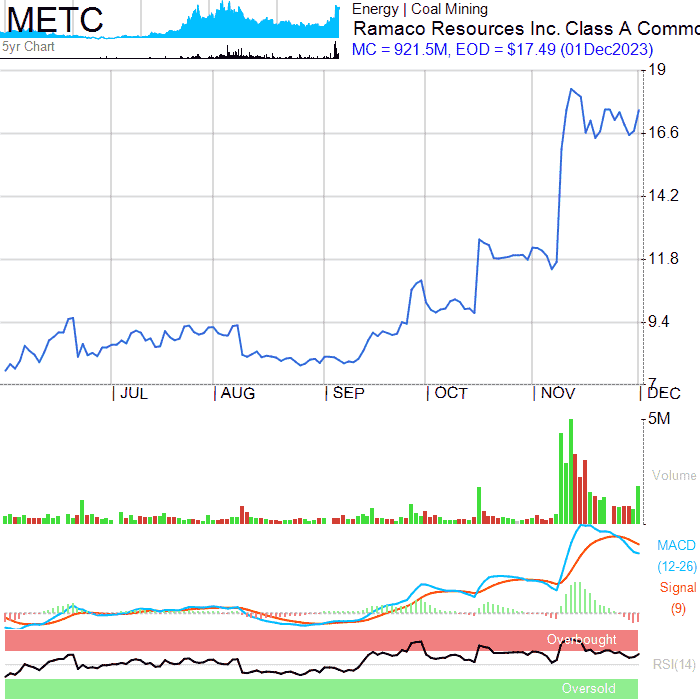 METC
5yr Chart
Energy | Coal Mining
Ramaco Resources Inc. Class A Commo
MC = 921.5M, EOD = $17.49 (01Dec2023)
19
16.6
14.2
11.8
9.4
7
JUL AUG SEP OCT NOV DEC
5M
Volume
MACD
(12-26)
Signal
(9)
Overbought
RSI(14)
Oversold